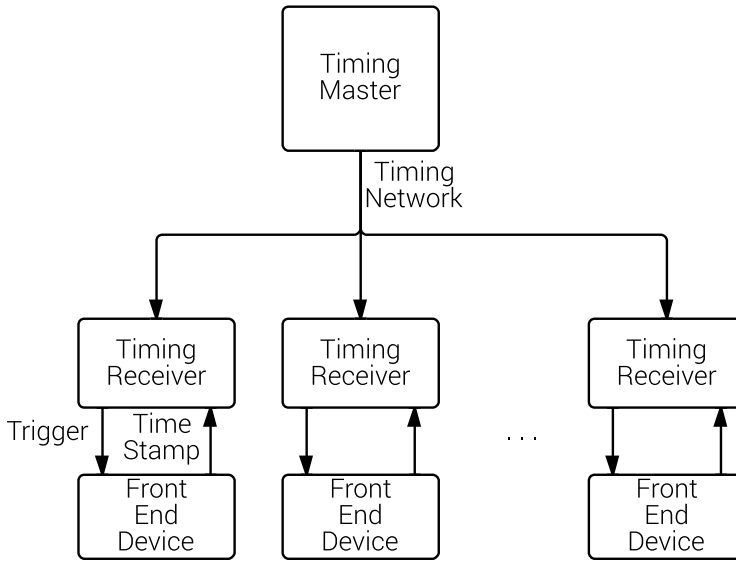 Timing
Master
Timing
Network
Timing
Receiver
Timing
Receiver
Timing
Receiver
Trigger
Time
Stamp
. . .
Front
End
Device
Front
End
Device
Front
End
Device